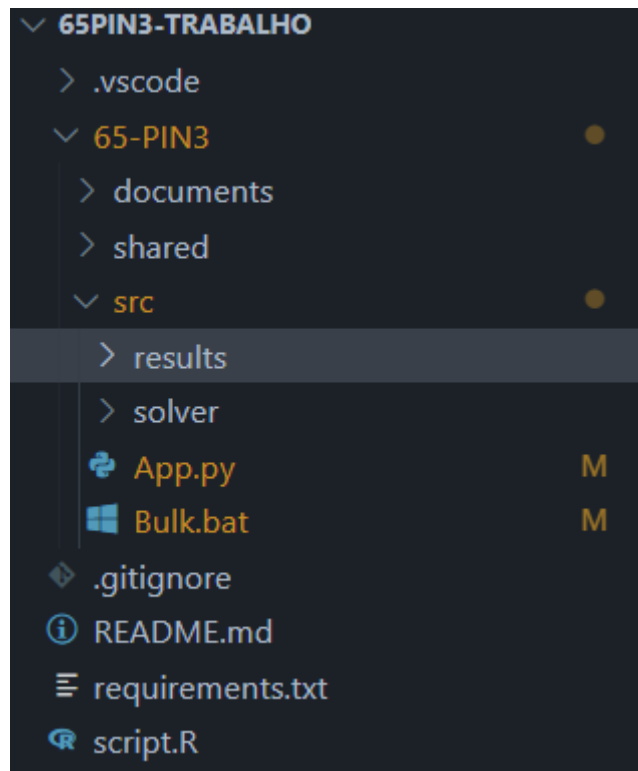 65PIN3-TRABALHO
.vscode
65-PIN3
documents
shared
src
results
solver
App.py M
Bulk.bat M
.gitignore
README.md
requirements.txt
script.R